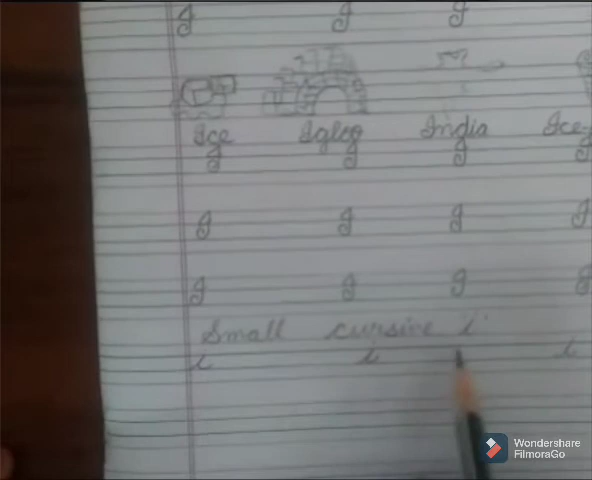 I I I
Ice Igloo India Ice-
I I I I
I I I I
I I I I
Small cursive i
i i i
Wondershare
FilmoraGo